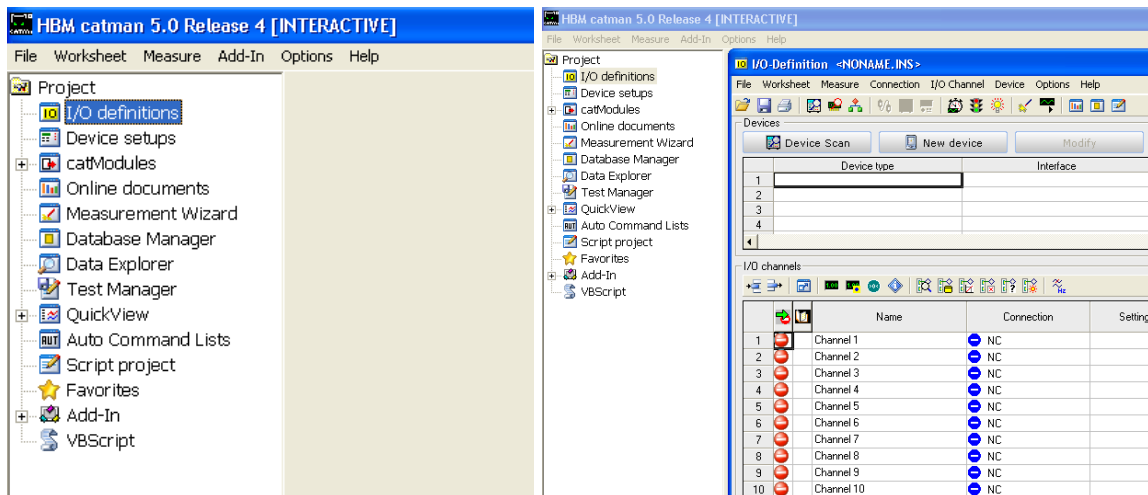 HBM catman 5.0 Release 4 [INTERACTIVE]
File Worksheet Measure Add-In Options Help
Project
I/O definitions
Device setups
catModules
Online documents
Measurement Wizard
Database Manager
Data Explorer
Test Manager
QuickView
Auto Command Lists
Script project
Favorites
Add-In
VBScript
HBM catman 5.0 Release 4 [INTERACTIVE]
File Worksheet Measure Add-In Options Help
Project
I/O definitions
Device setups
catModules
Online documents
Measurement Wizard
Database Manager
Data Explorer
Test Manager
QuickView
Auto Command Lists
Script project
Favorites
Add-In
VBScript
I/O-Definition <NONAME.INS>
File Worksheet Measure Connection I/O Channel Device Options Help
Devices
Device Scan New device Modify
Device type Interface
1
2
3
4
I/O channels
Name Connection Setting
1 Channel 1 NC
2 Channel 2 NC
3 Channel 3 NC
4 Channel 4 NC
5 Channel 5 NC
6 Channel 6 NC
7 Channel 7 NC
8 Channel 8 NC
9 Channel 9 NC
10 Channel 10 NC